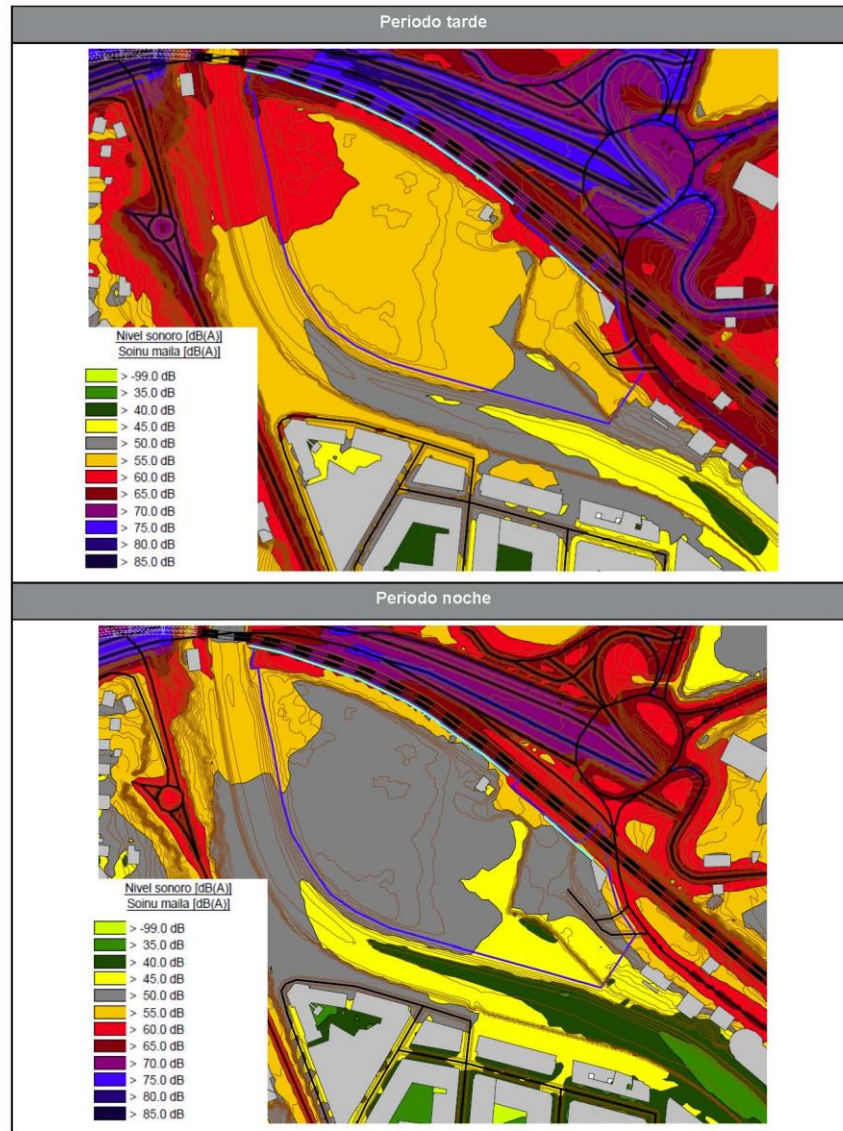 Periodo tarde
Nivel sonoro [dB(A)]
Soinu maila [dB(A)]
> -99.0 dB
> 35.0 dB
> 40.0 dB
> 45.0 dB
> 50.0 dB
> 55.0 dB
> 60.0 dB
> 65.0 dB
> 70.0 dB
> 75.0 dB
> 80.0 dB
> 85.0 dB
Periodo noche
Nivel sonoro [dB(A)]
Soinu maila [dB(A)]
> -99.0 dB
> 35.0 dB
> 40.0 dB
> 45.0 dB
> 50.0 dB
> 55.0 dB
> 60.0 dB
> 65.0 dB
> 70.0 dB
> 75.0 dB
> 80.0 dB
> 85.0 dB